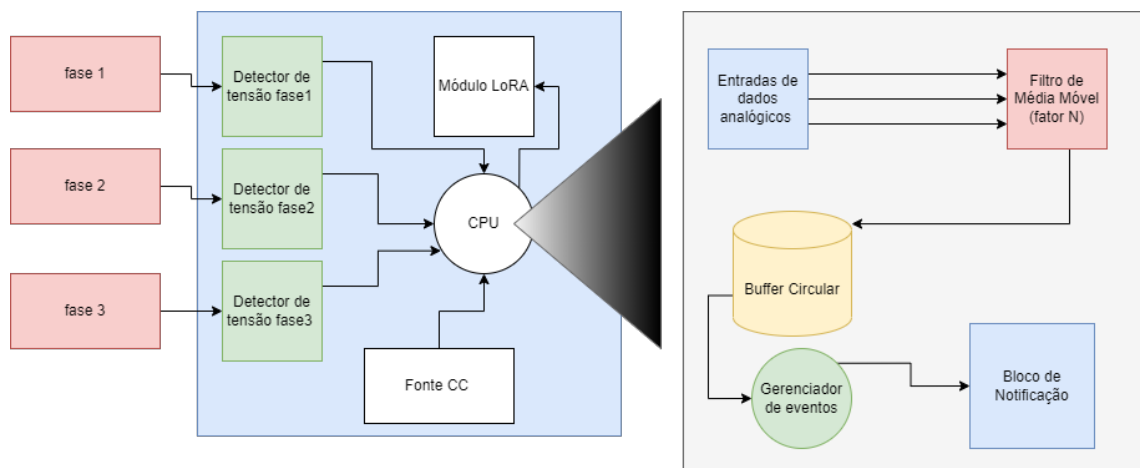 fase 1
Detector de
tensão fase1
Módulo LoRA
fase 2
Detector de
tensão fase2
CPU
fase 3
Detector de
tensão fase3
Fonte CC
Entradas de
dados
analógicos
Filtro de
Média Móvel
(fator N)
Buffer Circular
Gerenciador
de eventos
Bloco de
Notificação